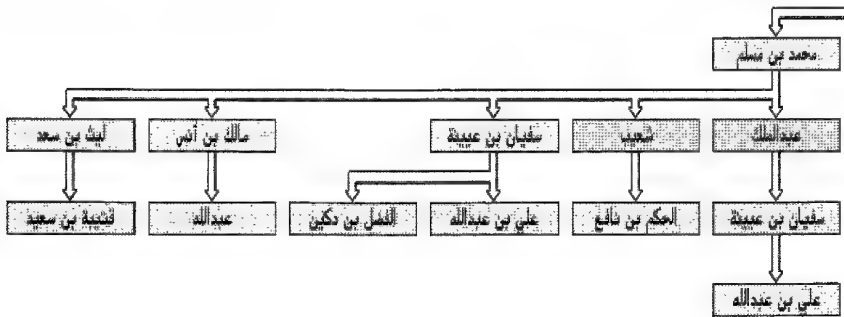 محمد بن مسلم
عبدالملك
شعيب
سفيان بن عيينة
مالك بن أنس
ليث بن سعد
سفيان بن عيينة
الحكم بن نافع
علي بن عبدالله
الفضل بن دكين
عبدالله
قتيبة بن سعيد
علي بن عبدالله